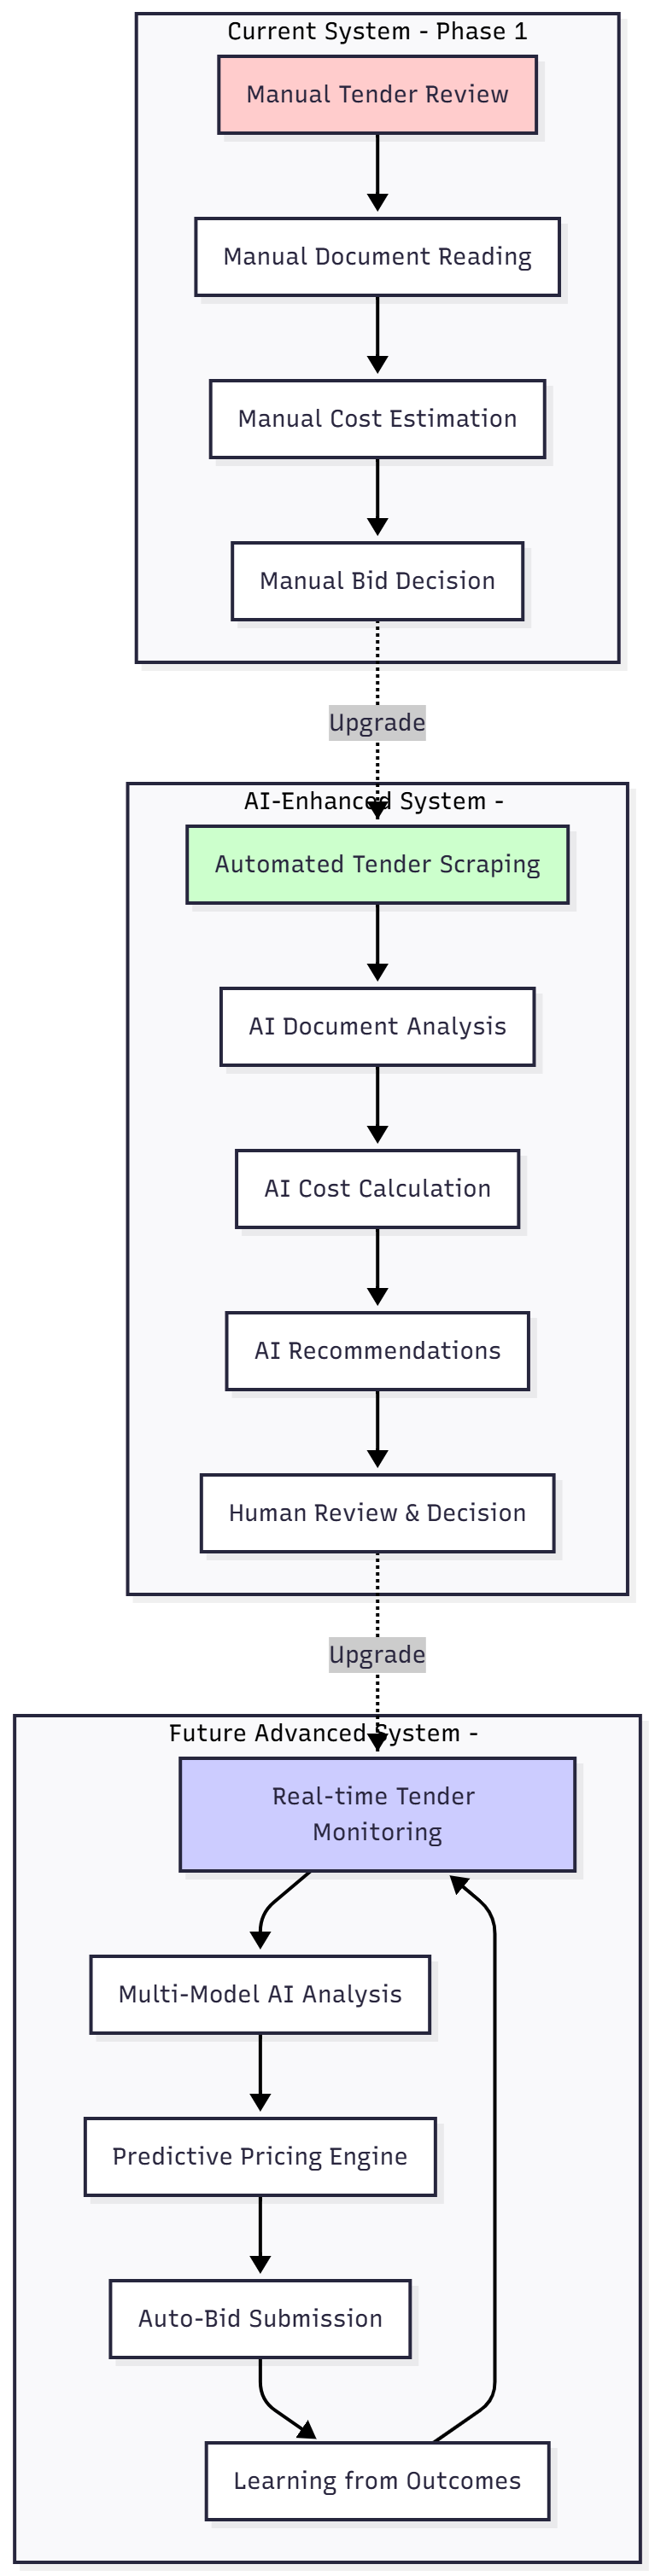 Current System - Phase 1
Manual Tender Review
Manual Document Reading
Manual Cost Estimation
Manual Bid Decision
Upgrade
AI-Enhanced System -
Automated Tender Scraping
AI Document Analysis
AI Cost Calculation
AI Recommendations
Human Review & Decision
Upgrade
Future Advanced System -
Real-time Tender
Monitoring
Multi-Model AI Analysis
Predictive Pricing Engine
Auto-Bid Submission
Learning from Outcomes